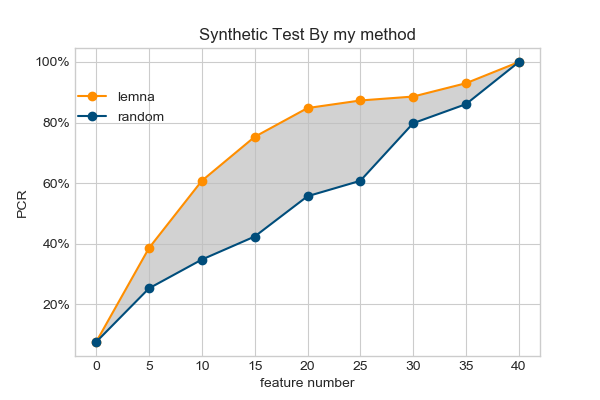 Synthetic Test By my method
100%
80%
60%
40%
20%
PCR
lemna
random
0 5 10 15 20 25 30 35 40
feature number